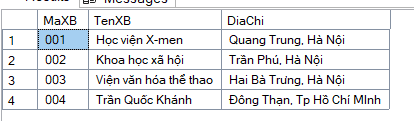 MaXB TenXB DiaChi
1 001 Học viện X-men Quang Trung, Hà Nội
2 002 Khoa học xã hội Trần Phú, Hà Nội
3 003 Viện văn hóa thể thao Hai Bà Trưng, Hà Nội
4 004 Trần Quốc Khánh Đông Thạn, Tp Hồ Chí MInh